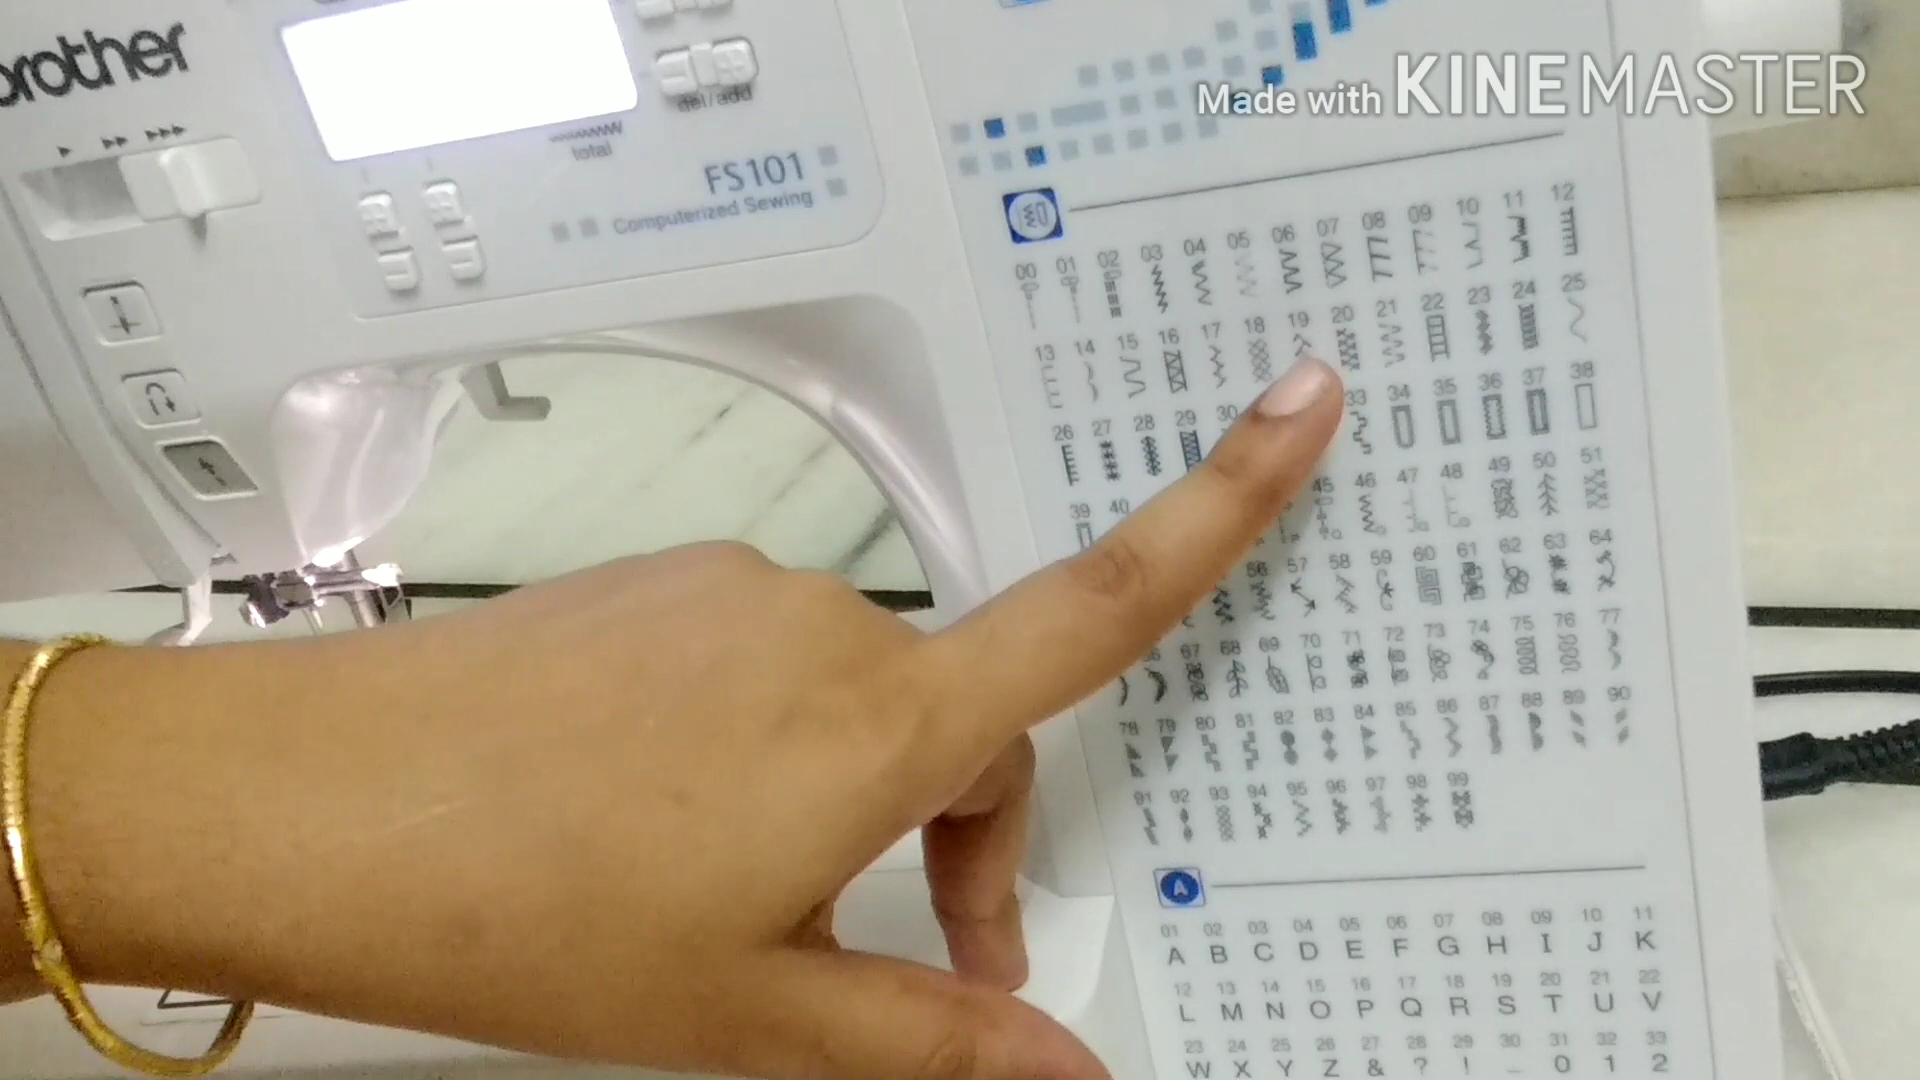 brother
del/add
total
FS101
Computerized Sewing
Made with KINEMASTER
00 01 02 03 04 05 06 07 08 09 10 11 12
13 14 15 16 17 18 19 20 21 22 23 24 25
26 27 28 29 30 33 34 35 36 37 38
39 40 45 46 47 48 49 50 51
56 57 58 59 60 61 62 63 64
67 68 69 70 71 72 73 74 75 76 77
78 79 80 81 82 83 84 85 86 87 88 89 90
91 92 93 94 95 96 97 98 99
A
01 02 03 04 05 06 07 08 09 10 11
A B C D E F G H I J K
12 13 14 15 16 17 18 19 20 21 22
L M N O P Q R S T U V
23 24 25 26 27 28 29 30 31 32 33
W X Y Z & ? ! _ 0 1 2